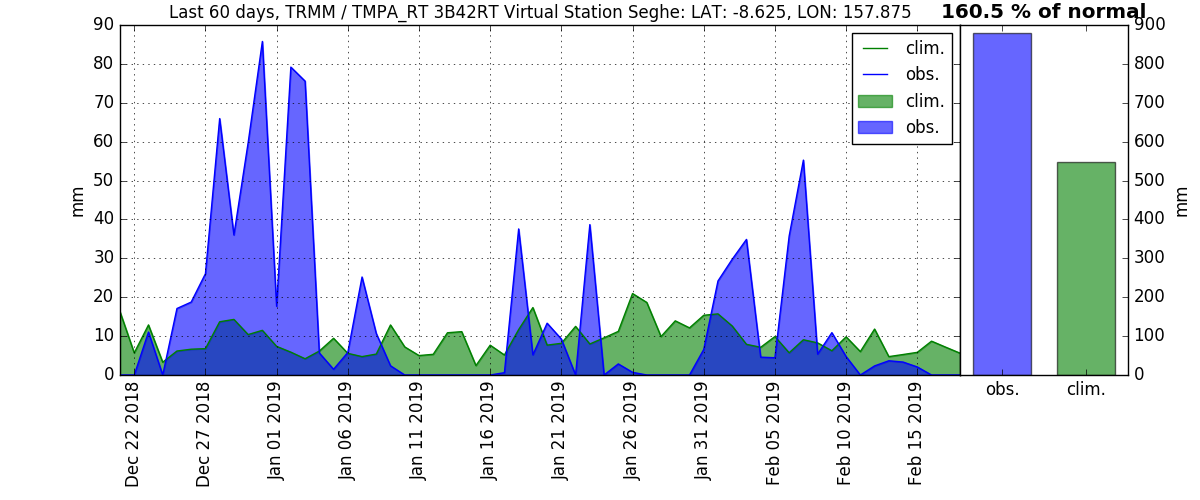 Last 60 days, TRMM / TMPA_RT 3B42RT Virtual Station Seghe: LAT: -8.625, LON: 157.875
160.5 % of normal
90
80
70
60
50
40
30
20
10
0
mm
clim.
obs.
clim.
obs.
Dec 22 2018
Dec 27 2018
Jan 01 2019
Jan 06 2019
Jan 11 2019
Jan 16 2019
Jan 21 2019
Jan 26 2019
Jan 31 2019
Feb 05 2019
Feb 10 2019
Feb 15 2019
900
800
700
600
500
400
300
200
100
0
mm
obs.
clim.